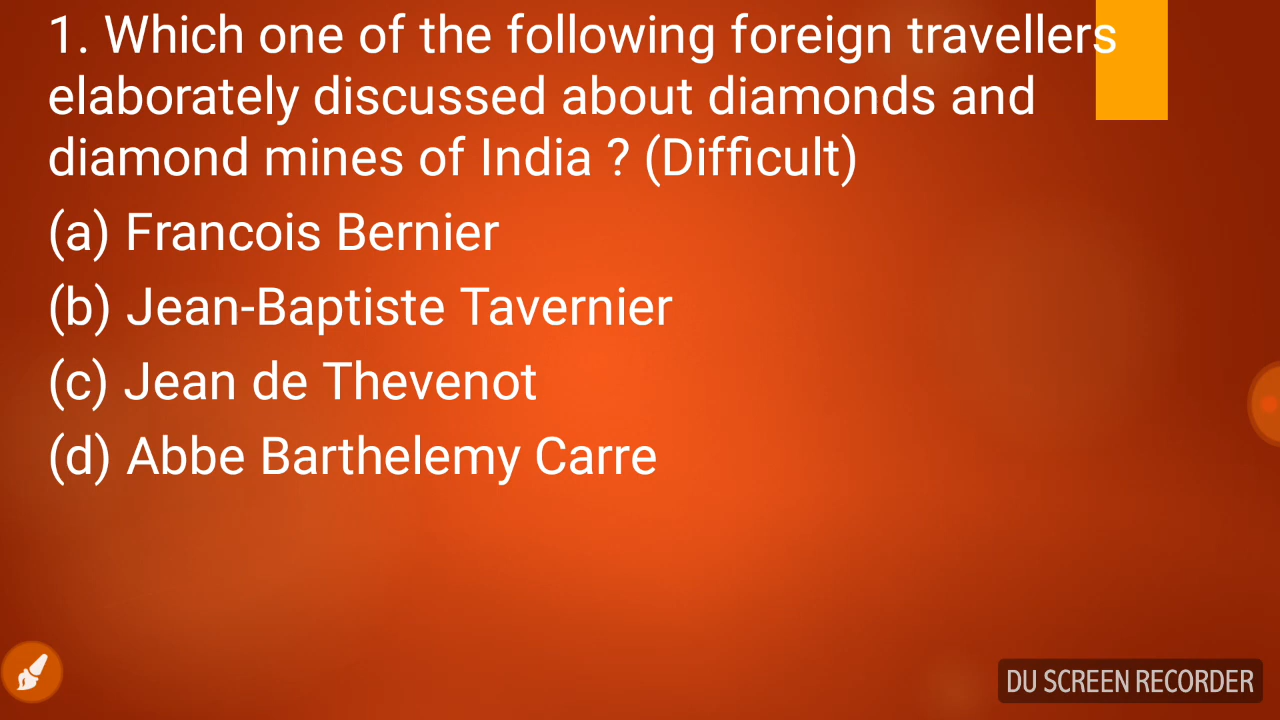 1. Which one of the following foreign travellers
elaborately discussed about diamonds and
diamond mines of India ? (Difficult)
(a) Francois Bernier
(b) Jean-Baptiste Tavernier
(c) Jean de Thevenot
(d) Abbe Barthelemy Carre
DU SCREEN RECORDER